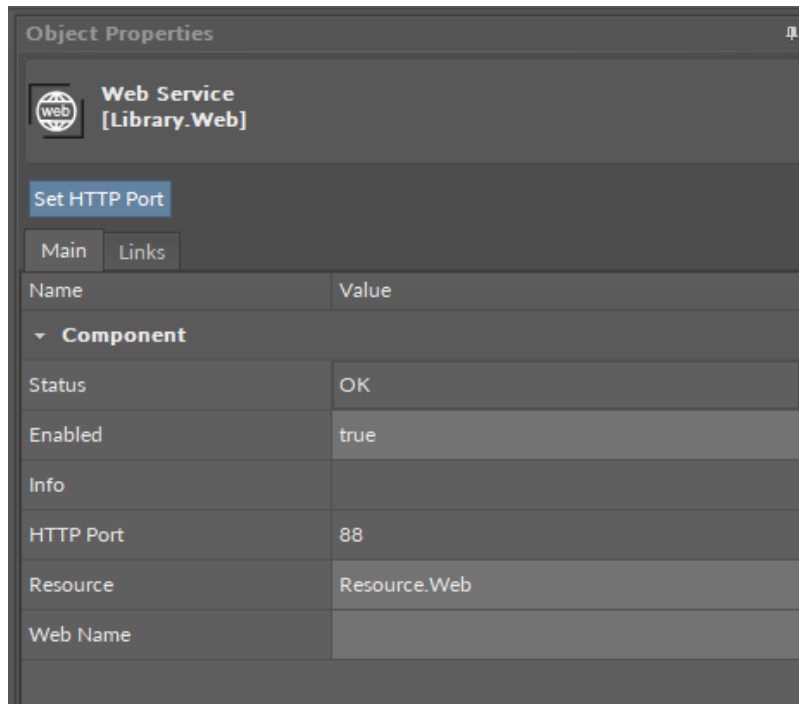 Object Properties
web
Web Service
[Library.Web]
Set HTTP Port
Main Links
Name Value
Component
Status OK
Enabled true
Info
HTTP Port 88
Resource Resource.Web
Web Name